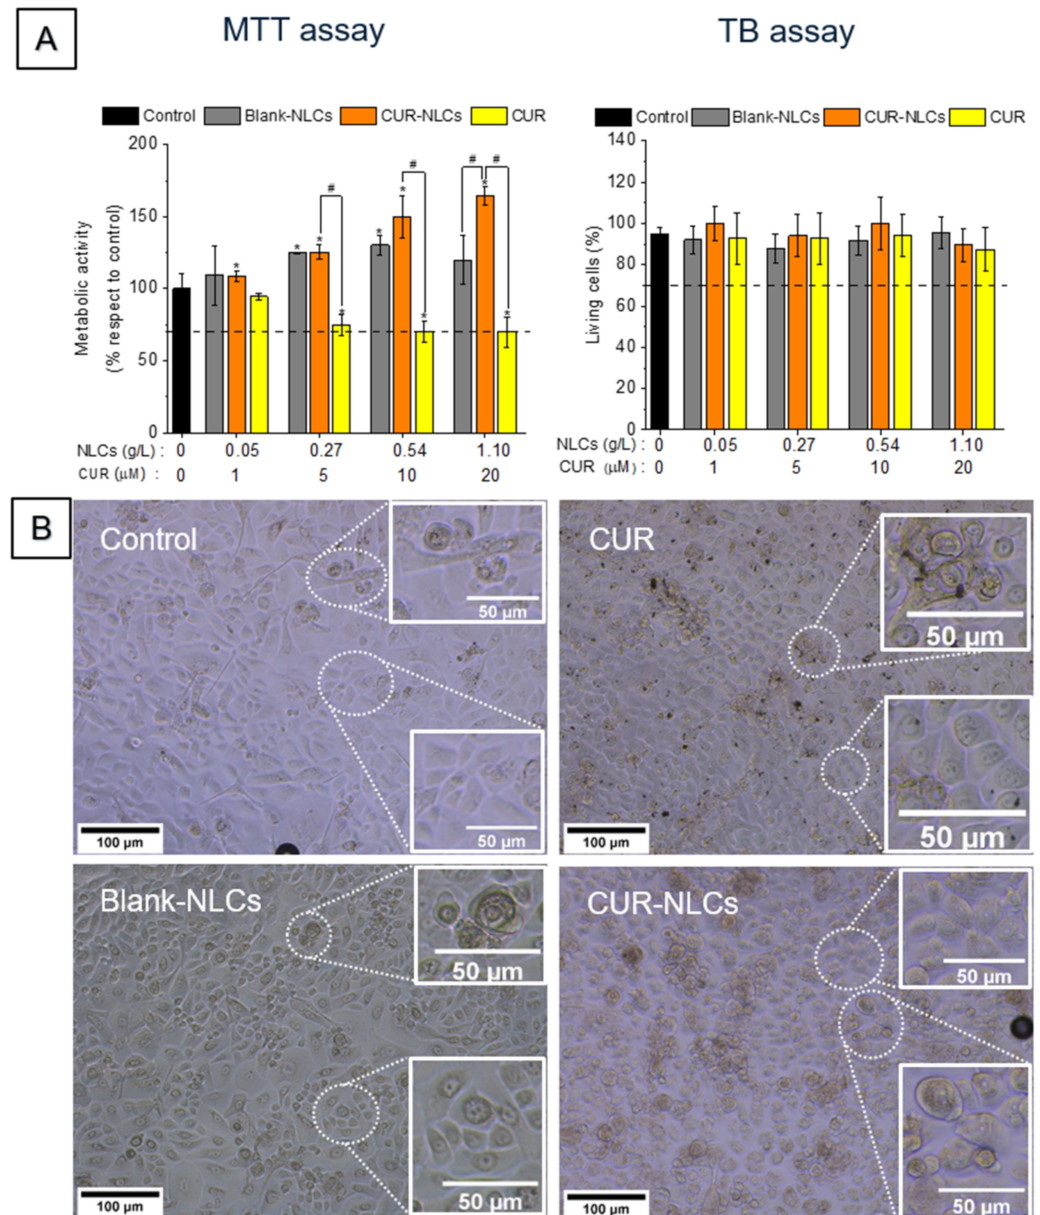 A
MTT assay
TB assay
Control Blank-NLCs CUR-NLCs CUR
Control Blank-NLCs CUR-NLCs CUR
Metabolic activity
(% respect to control)
200
150
100
50
0
* * * * * * * * * *
# # # #
NLCs (g/L) : 0 0.05 0.27 0.54 1.10
CUR (μM) : 0 1 5 10 20
Living cells (%)
140
120
100
80
60
40
20
0
NLCs (g/L) : 0 0.05 0.27 0.54 1.10
CUR (μM) : 0 1 5 10 20
B
Control
50 μm
50 μm
100 μm
CUR
50 μm
50 μm
100 μm
Blank-NLCs
50 μm
50 μm
100 μm
CUR-NLCs
50 μm
50 μm
100 μm